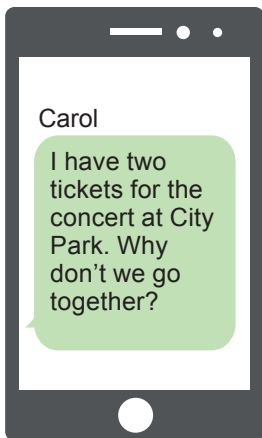 Carol
I have two
tickets for the
concert at City
Park. Why
don’t we go
together?